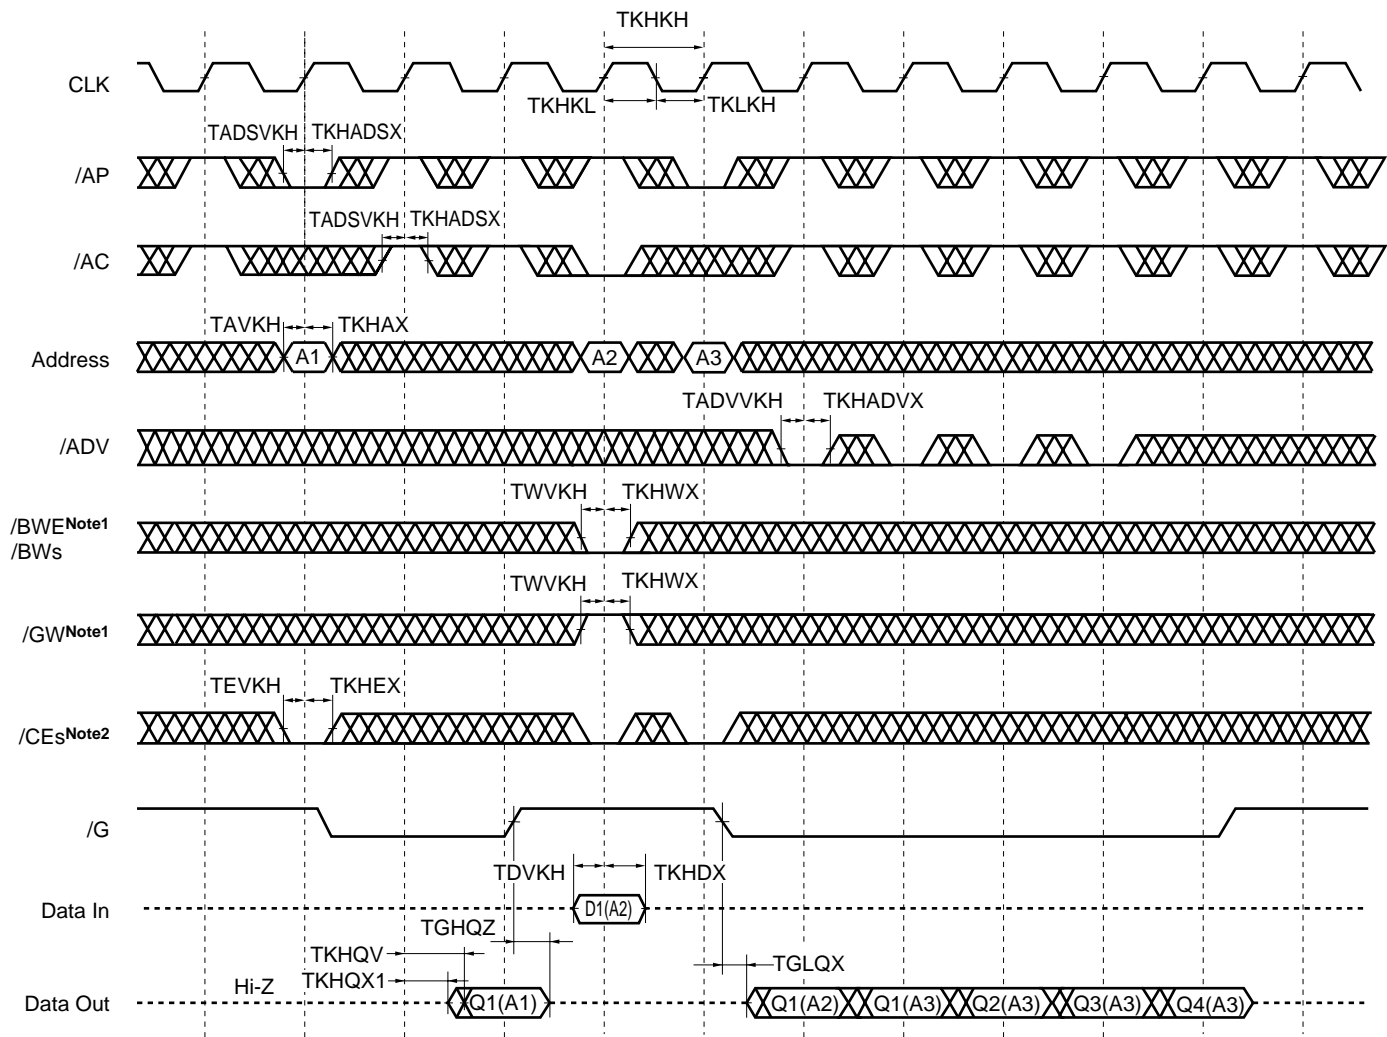 TKHKH
CLK
TKHKL TKLKH
TADSVKH TKHADSX
/AP
TADSVKH TKHADSX
/AC
TAVKH TKHAX
Address A1 A2 A3
TADVVKH TKHADVX
/ADV
TWVKH TKHWX
/BWENote1
/BWs
TWVKH TKHWX
/GWNote1
TEVKH TKHEX
/CEsNote2
/G
TDVKH TKHDX
Data In D1(A2)
TGHQZ
TKHQV
TGLQX
TKHQX1
Hi-Z
Data Out Q1(A1) Q1(A2) Q1(A3) Q2(A3) Q3(A3) Q4(A3)